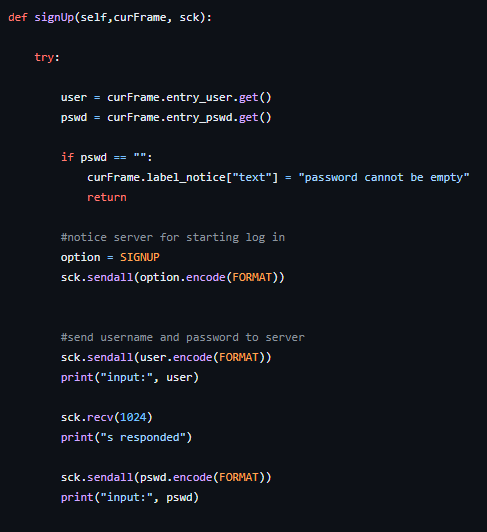 def signUp(self,curFrame, sck):
try:
user = curFrame.entry_user.get()
pswd = curFrame.entry_pswd.get()
if pswd == "":
curFrame.label_notice["text"] = "password cannot be empty"
return
#notice server for starting log in
option = SIGNUP
sck.sendall(option.encode(FORMAT))
#send username and password to server
sck.sendall(user.encode(FORMAT))
print("input:", user)
sck.recv(1024)
print("s responded")
sck.sendall(pswd.encode(FORMAT))
print("input:", pswd)